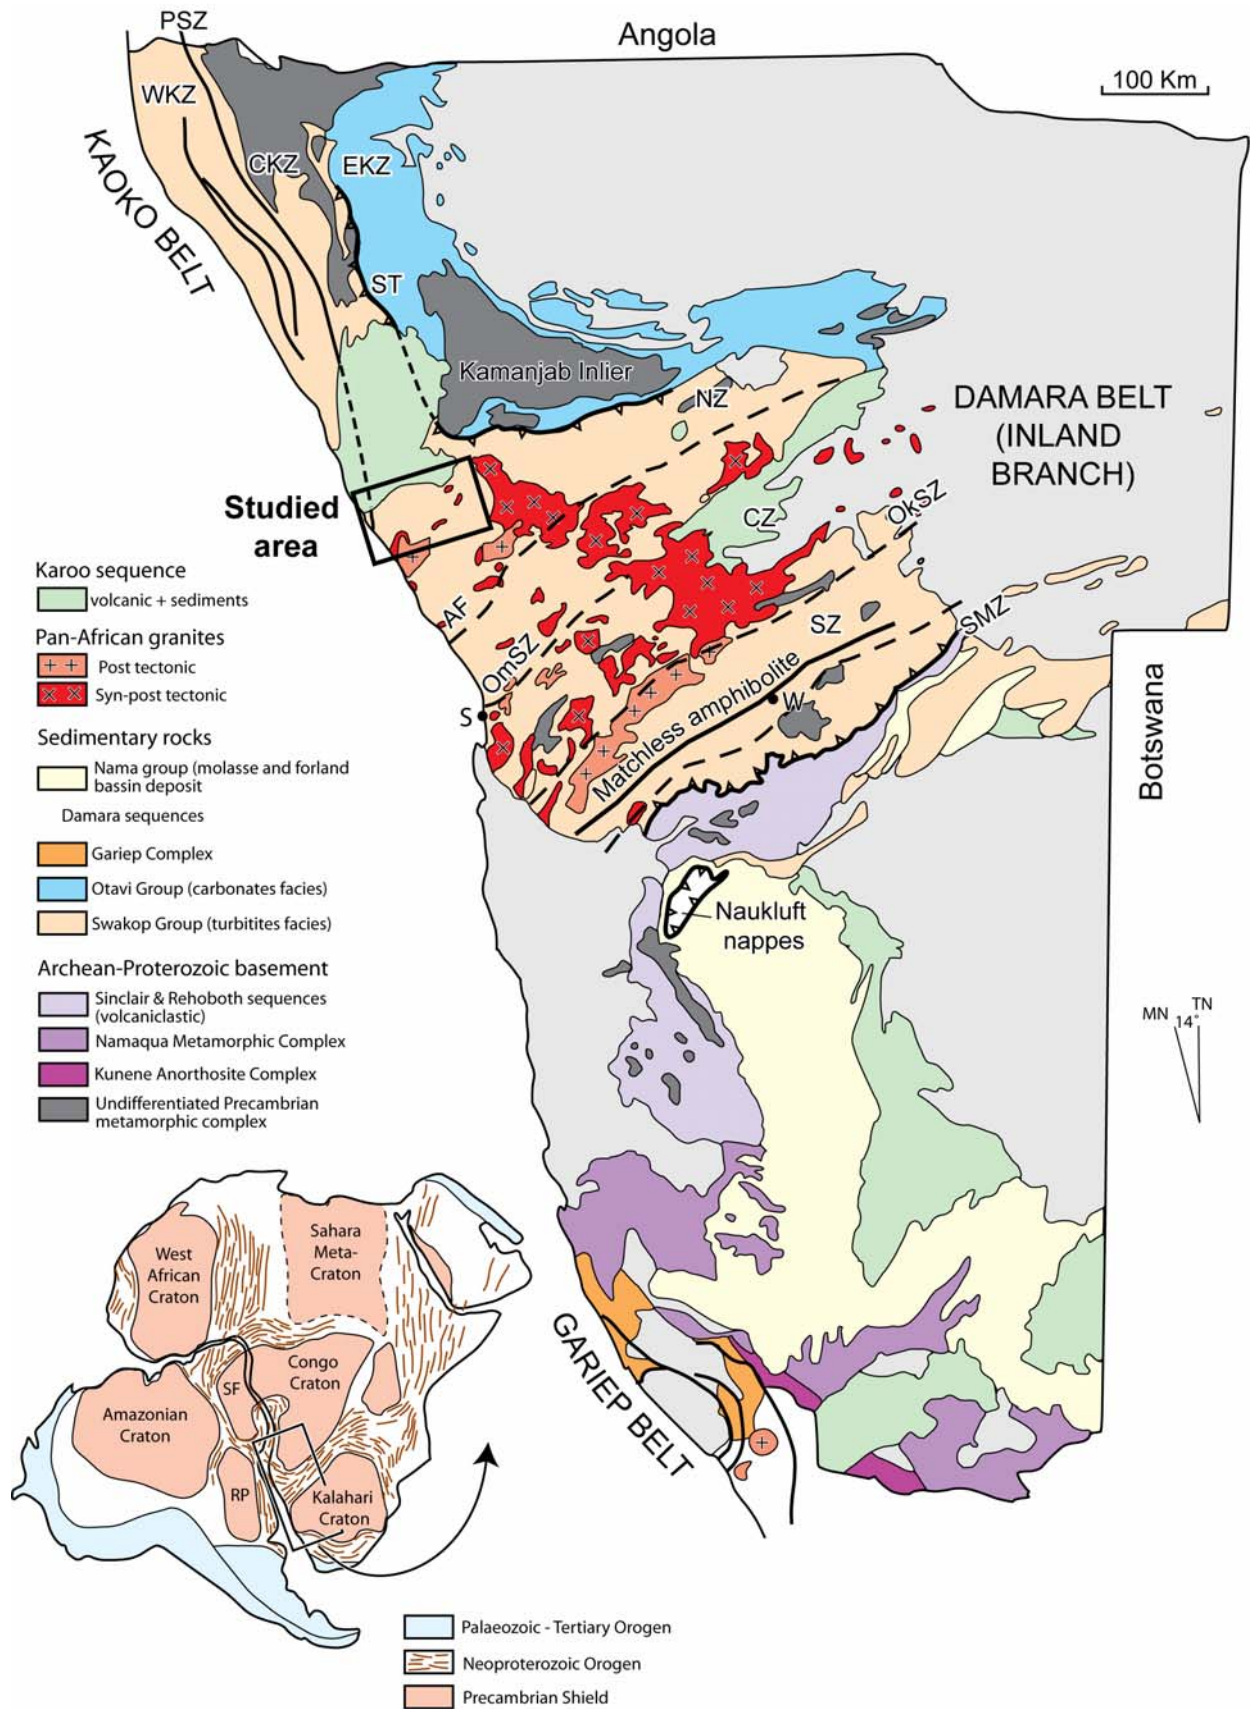 PSZ
Angola
100 Km
WKZ
CKZ
EKZ
KAOKO BELT
ST
Kamanjab Inlier
NZ
DAMARA BELT
(INLAND
BRANCH)
Studied
area
CZ
OkSZ
AF
OmSZ
SZ
SMZ
S
W
Matchless amphibolite
Botswana
Karoo sequence
volcanic + sediments
Pan-African granites
Post tectonic
Syn-post tectonic
Sedimentary rocks
Nama group (molasse and forland
bassin deposit
Damara sequences
Gariep Complex
Otavi Group (carbonates facies)
Swakop Group (turbitites facies)
Archean-Proterozoic basement
Sinclair & Rehoboth sequences
(volcaniclastic)
Namaqua Metamorphic Complex
Kunene Anorthosite Complex
Undifferentiated Precambrian
metamorphic complex
Naukluft
nappes
MN
14°
TN
GARIEP BELT
West
African
Craton
Sahara
Meta-
Craton
Congo
Craton
SF
Amazonian
Craton
RP
Kalahari
Craton
Palaeozoic - Tertiary Orogen
Neoproterozoic Orogen
Precambrian Shield